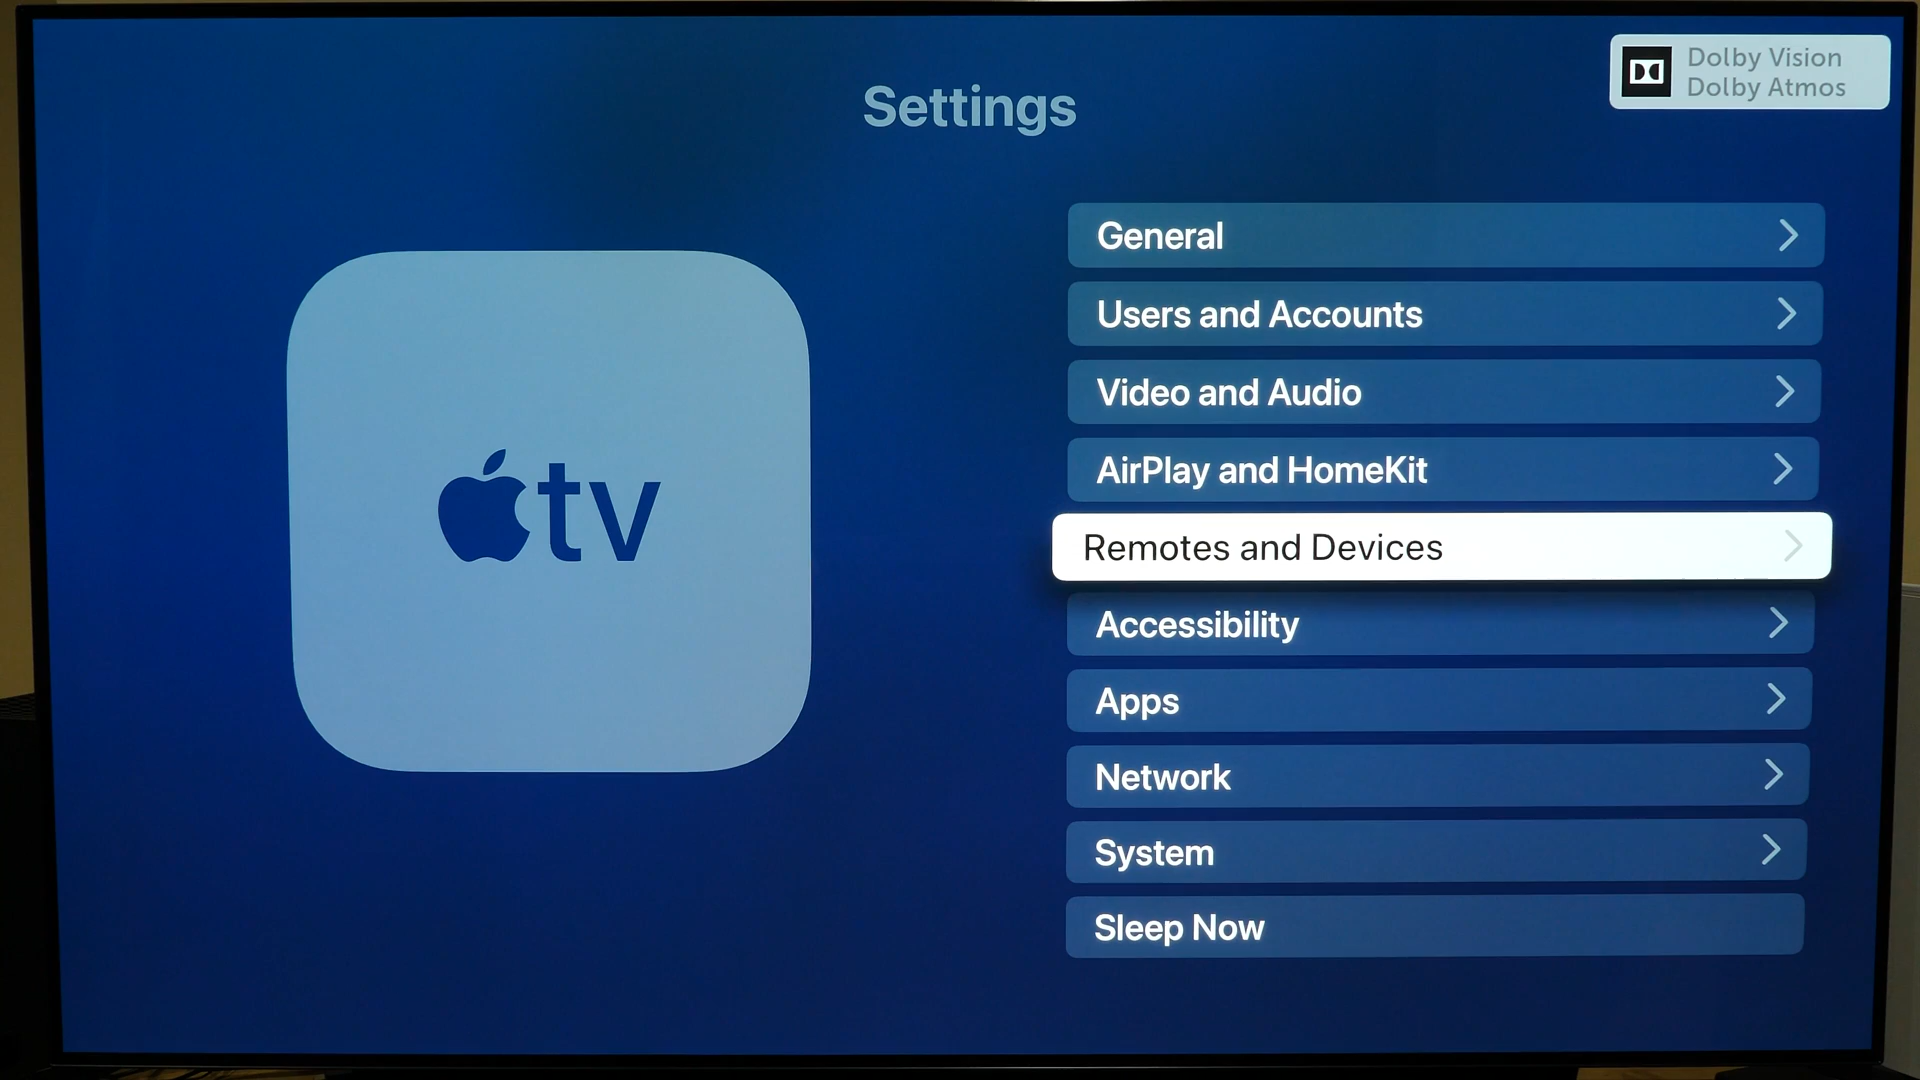 Dolby Vision
Dolby Atmos
Settings
tv
General
Users and Accounts
Video and Audio
AirPlay and HomeKit
Remotes and Devices
Accessibility
Apps
Network
System
Sleep Now